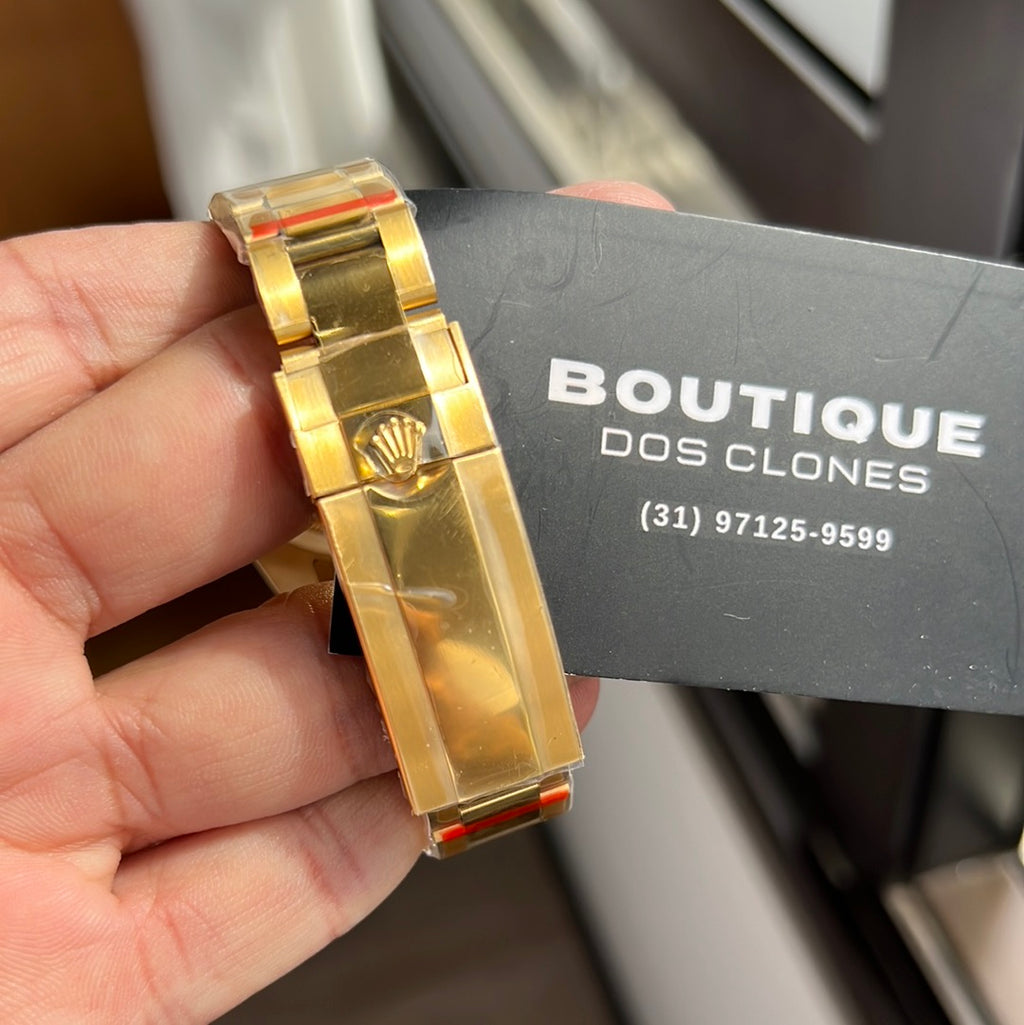 BOUTIQUE
DOS CLONES
(31) 97125-9599